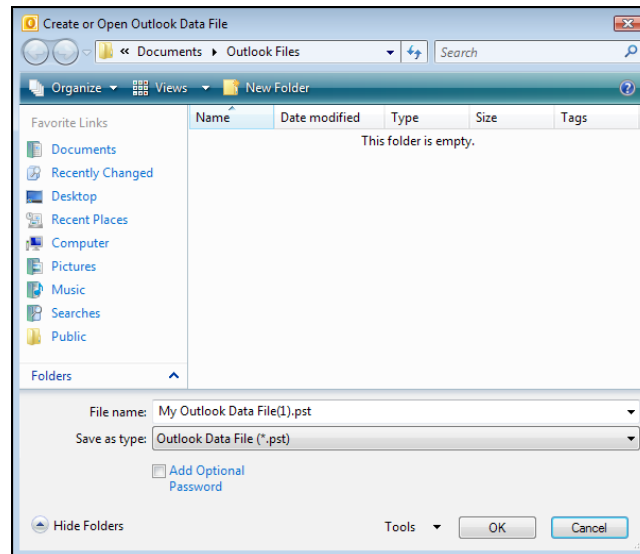 Create or Open Outlook Data File
« Documents Outlook Files Search
Organize Views New Folder
Favorite Links
Documents
Recently Changed
Desktop
Recent Places
Computer
Pictures
Music
Searches
Public
Folders
Name Date modified Type Size Tags
This folder is empty.
File name: My Outlook Data File(1).pst
Save as type: Outlook Data File (*.pst)
Add Optional
Password
Hide Folders Tools OK Cancel